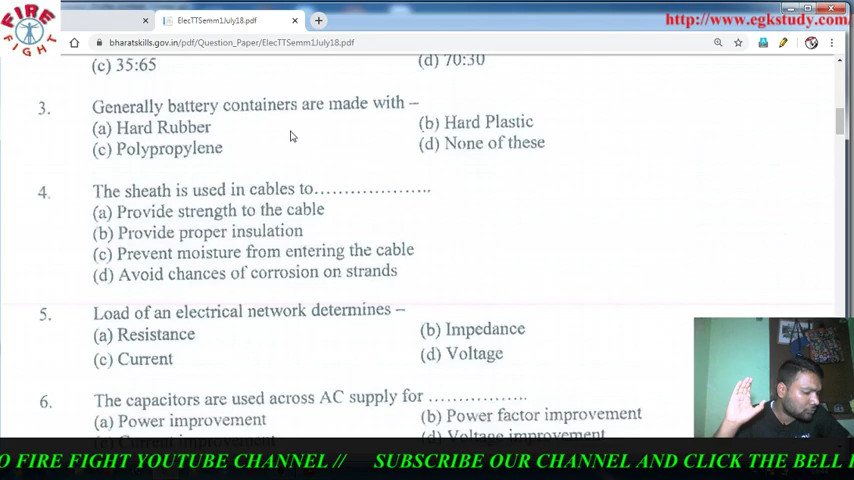 FIRE
FIGHT
ElecTTSemm1July18.pdf
http://www.egkstudy.com
bharatskills.gov.in/pdf/Question_Paper/ElecTTSemm1July18.pdf
(c) 35:65 (d) 70:30
3. Generally battery containers are made with –
(a) Hard Rubber (b) Hard Plastic
(c) Polypropylene (d) None of these
4. The sheath is used in cables to…………………..
(a) Provide strength to the cable
(b) Provide proper insulation
(c) Prevent moisture from entering the cable
(d) Avoid chances of corrosion on strands
5. Load of an electrical network determines –
(a) Resistance (b) Impedance
(c) Current (d) Voltage
6. The capacitors are used across AC supply for ………………..
(a) Power improvement (b) Power factor improvement
(c) Current improvement (d) Voltage improvement
O FIRE FIGHT YOUTUBE CHANNEL // SUBSCRIBE OUR CHANNEL AND CLICK THE BELL